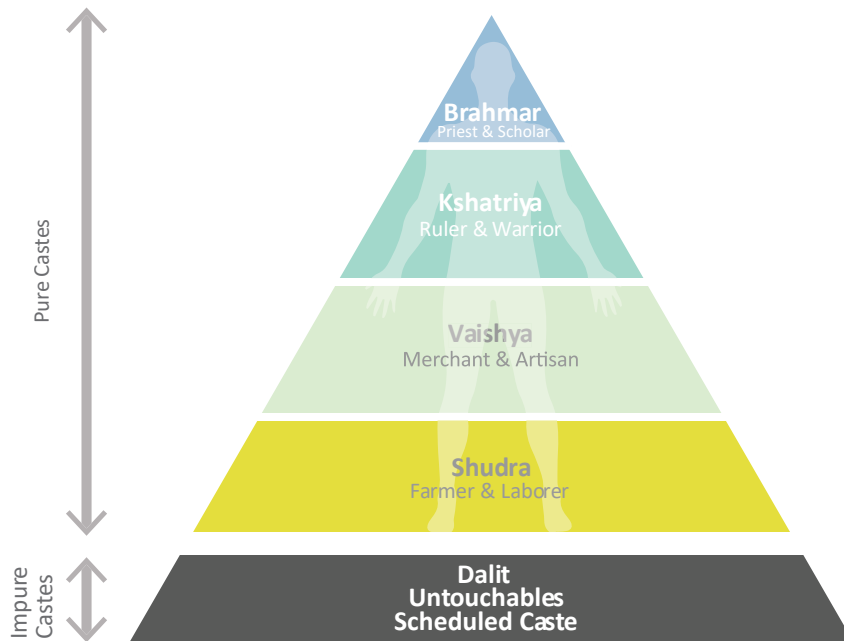 Pure Castes
Brahmar
Priest & Scholar
Kshatriya
Ruler & Warrior
Vaishya
Merchant & Artisan
Shudra
Farmer & Laborer
Impure
Castes
Dalit
Untouchables
Scheduled Caste